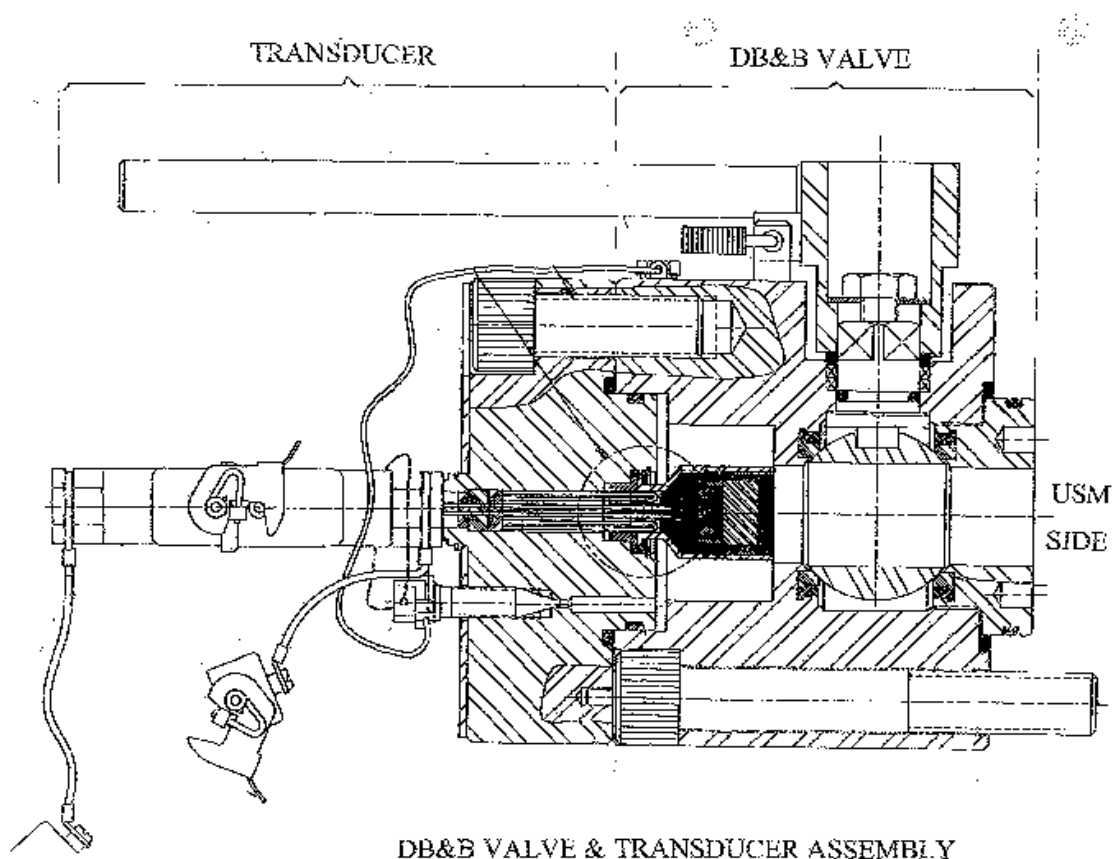 TRANSDUCER
DB&B VALVE
USM
SIDE
DB&B VALVE & TRANSDUCER ASSEMBLY